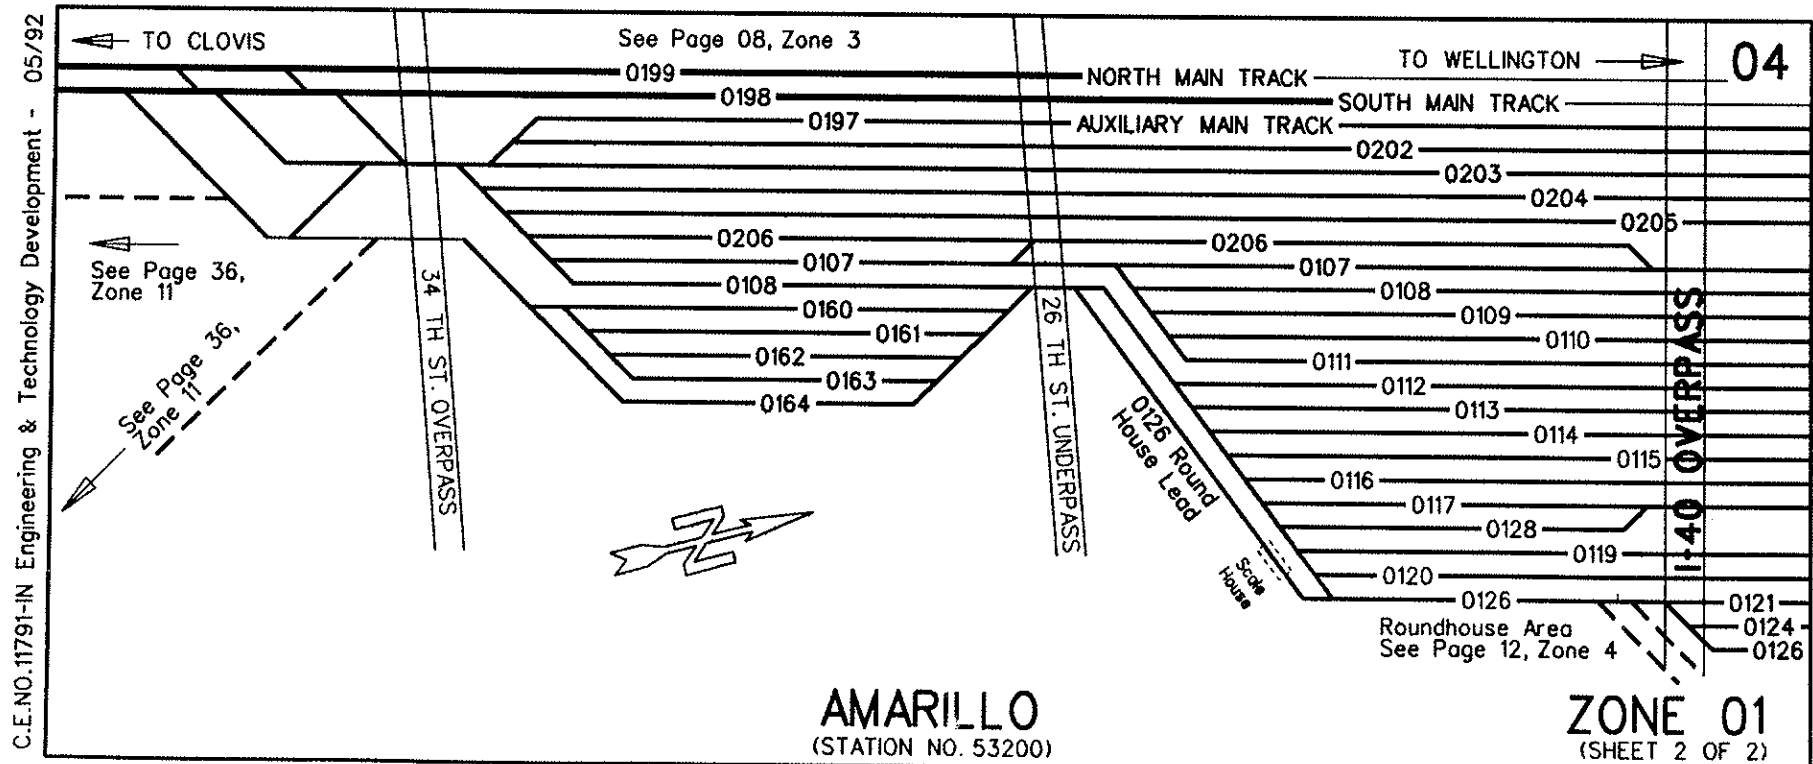 C.E.NO.11791-IN Engineering & Technology Development - 05/92
TO CLOVIS
See Page 08, Zone 3
TO WELLINGTON
04
0199
NORTH MAIN TRACK
0198
SOUTH MAIN TRACK
0197
AUXILIARY MAIN TRACK
0202
0203
0204
0205
0206
0206
0107
0107
0108
0108
0160
0109
0161
0110
0162
0111
0163
0112
0164
0113
0114
0115
0116
0117
0128
0119
0120
0126
0121
0124
0126
See Page 36,
Zone 11
See Page 36,
Zone 11
34 TH ST. OVERPASS
26 TH ST. UNDERPASS
0126 Round
House Lead
Scale
House
I-40 OVERPASS
N
Roundhouse Area
See Page 12, Zone 4
AMARILLO
(STATION NO. 53200)
ZONE 01
(SHEET 2 OF 2)